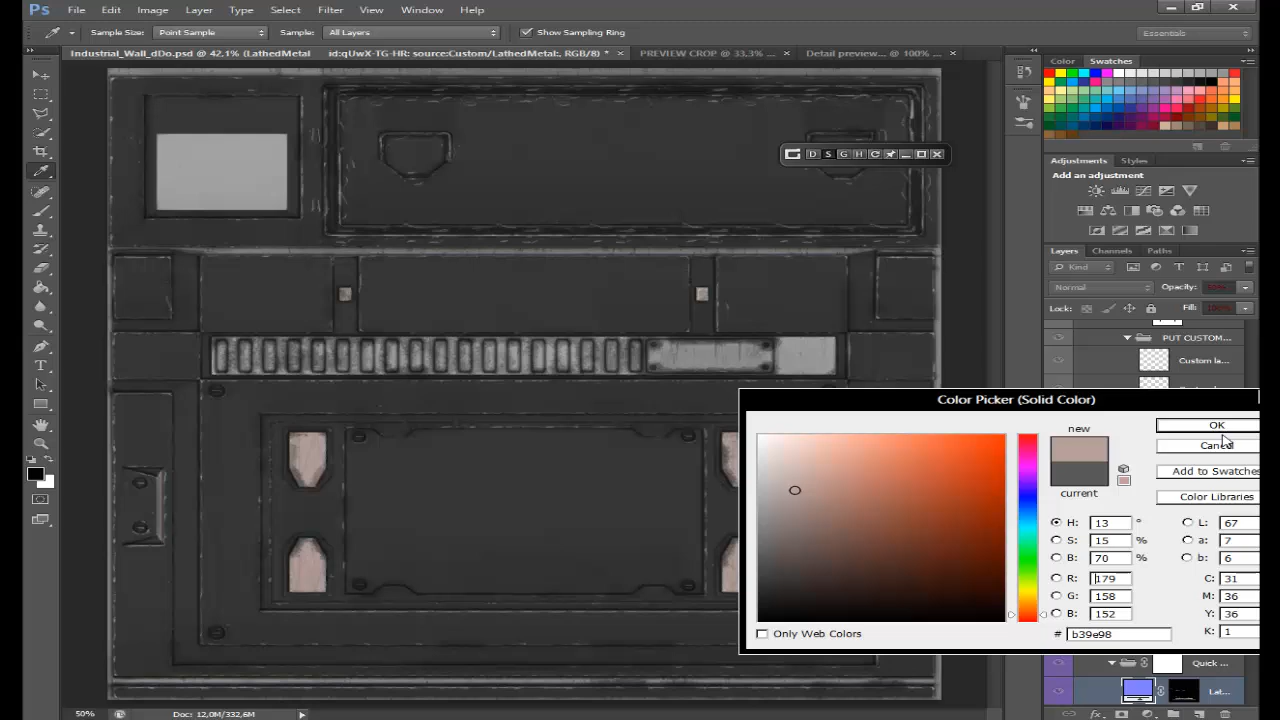 Ps File Edit Image Layer Type Select Filter View Window Help
Sample Size: Point Sample Sample: All Layers Show Sampling Ring Essentials
Industrial_Wall_dDo.psd @ 42,1% (LathedMetal id:qUwX-TG-HR: source:Custom/LathedMetal:, RGB/8) * × PREVIEW CROP @ 33,3% ... × Detail preview... @ 100% ... ×
Color Swatches
D S G H
Adjustments Styles
Add an adjustment
Layers Channels Paths
Kind
Normal Opacity:
Lock: Fill: 100%
PUT CUSTOM...
Custom la...
Color Picker (Solid Color)
new
current
OK
Cancel
Add to Swatches
Color Libraries
H: 13 ° L: 67
S: 15 % a: 7
B: 70 % b: 6
R: 179 C: 31
G: 158 M: 36
B: 152 Y: 36
# b39e98 K: 1
Only Web Colors
Quick ...
Lat...
50% Doc: 12,0M/332,6M